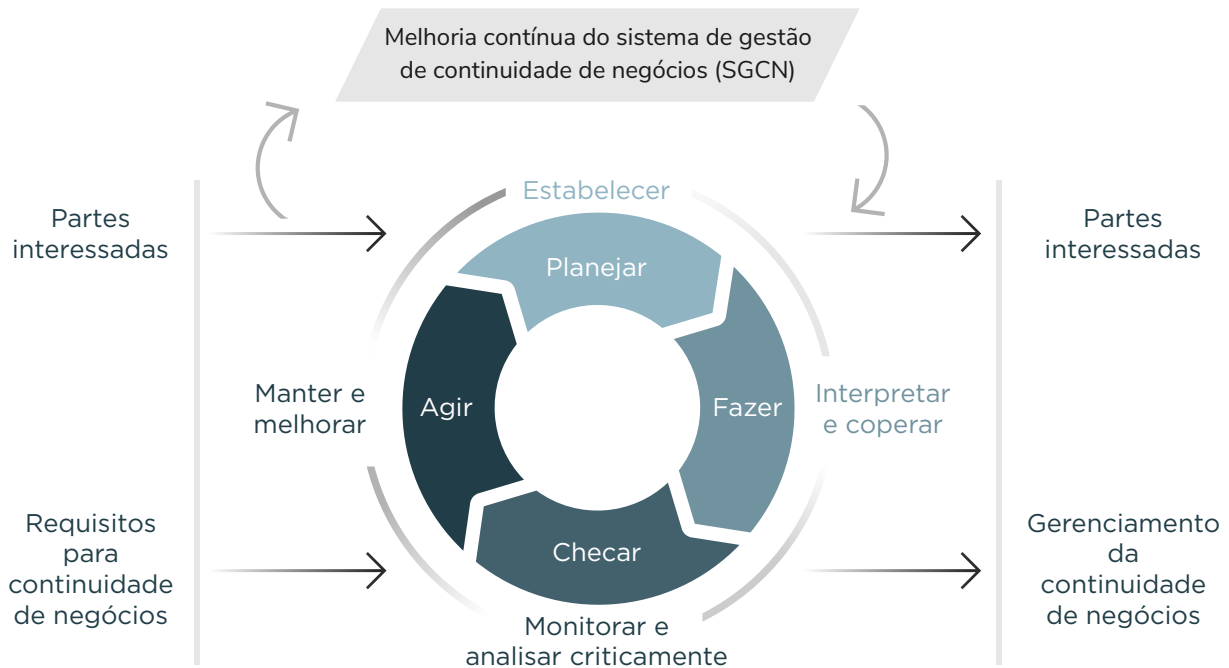 Melhoria contínua do sistema de gestão
de continuidade de negócios (SGCN)
Estabelecer
Partes
interessadas
Planejar
Partes
interessadas
Manter e
melhorar
Agir
Fazer
Interpretar
e coperar
Requisitos
para
continuidade
de negócios
Checar
Gerenciamento
da
continuidade
de negócios
Monitorar e
analisar criticamente